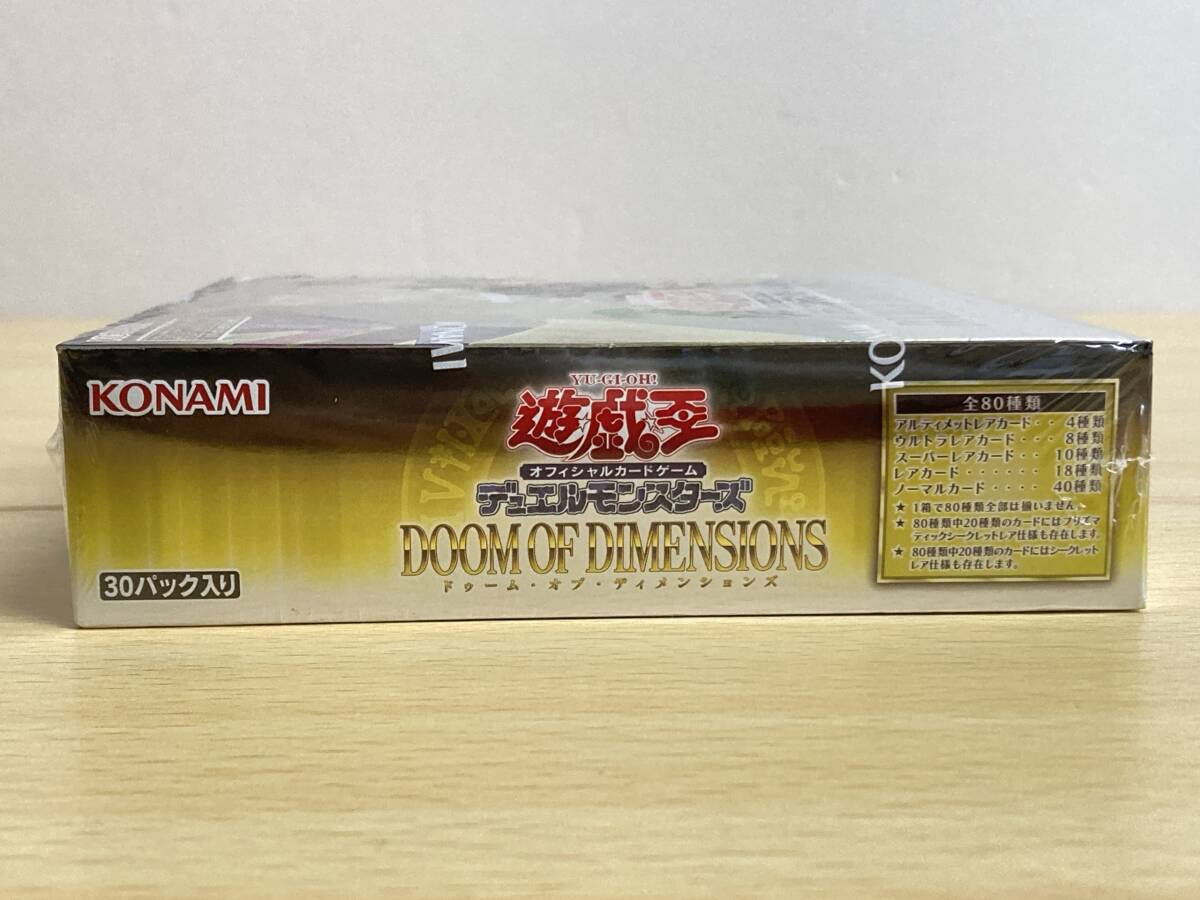 KONAMI
30パック入り
YU-GI-OH!
遊戯王
オフィシャルカードゲーム
デュエルモンスターズ
DOOM OF DIMENSIONS
ドゥーム・オブ・ディメンションズ
KO
全80種類
アルティメットレアカード・・ 4種類
ウルトラレアカード・・・ 8種類
スーパーレアカード・・ 10種類
レアカード・・・・・・ 18種類
ノーマルカード・・・・ 40種類
★ 1箱で80種類全部は揃いません。
★ 80種類中20種類のカードにはプリズマ
ティックシークレットレア仕様も存在します。
★ 80種類中20種類のカードにはシークレット
レア仕様も存在します。